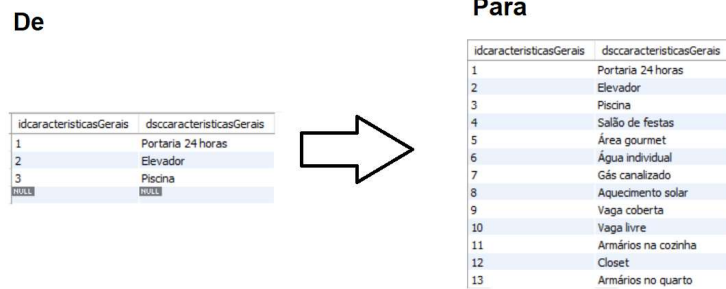 De
idcaracteristicasGerais dsccaracteristicasGerais
1 Portaria 24 horas
2 Elevador
3 Piscina
NULL NULL
Para
idcaracteristicasGerais dsccaracteristicasGerais
1 Portaria 24 horas
2 Elevador
3 Piscina
4 Salão de festas
5 Área gourmet
6 Água individual
7 Gás canalizado
8 Aquecimento solar
9 Vaga coberta
10 Vaga livre
11 Armários na cozinha
12 Closet
13 Armários no quarto